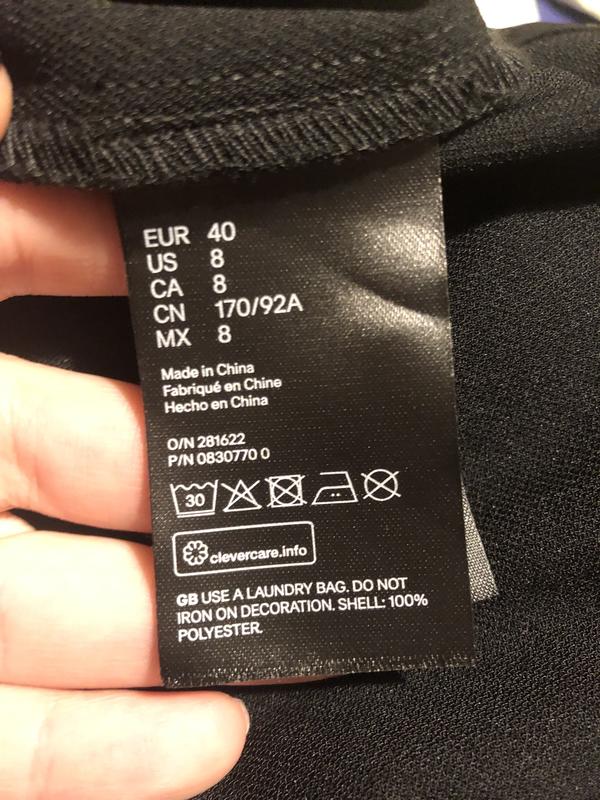 EUR 40
US 8
CA 8
CN 170/92A
MX 8
Made in China
Fabriqué en Chine
Hecho en China
O/N 281622
P/N 0830770 0
30
clevercare.info
GB USE A LAUNDRY BAG. DO NOT
IRON ON DECORATION. SHELL: 100%
POLYESTER.